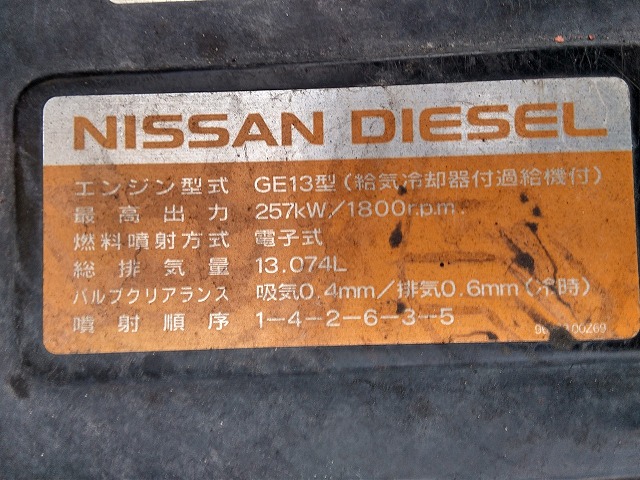 NISSAN DIESEL
エンジン型式 GE13型(給気冷却器付過給機付)
最高出力 257kW/1800r.p.m.
燃料噴射方式 電子式
総排気量 13.074L
バルブクリアランス 吸気0.4mm/排気0.6mm(冷時)
噴射順序 1-4-2-6-3-5
00Z69